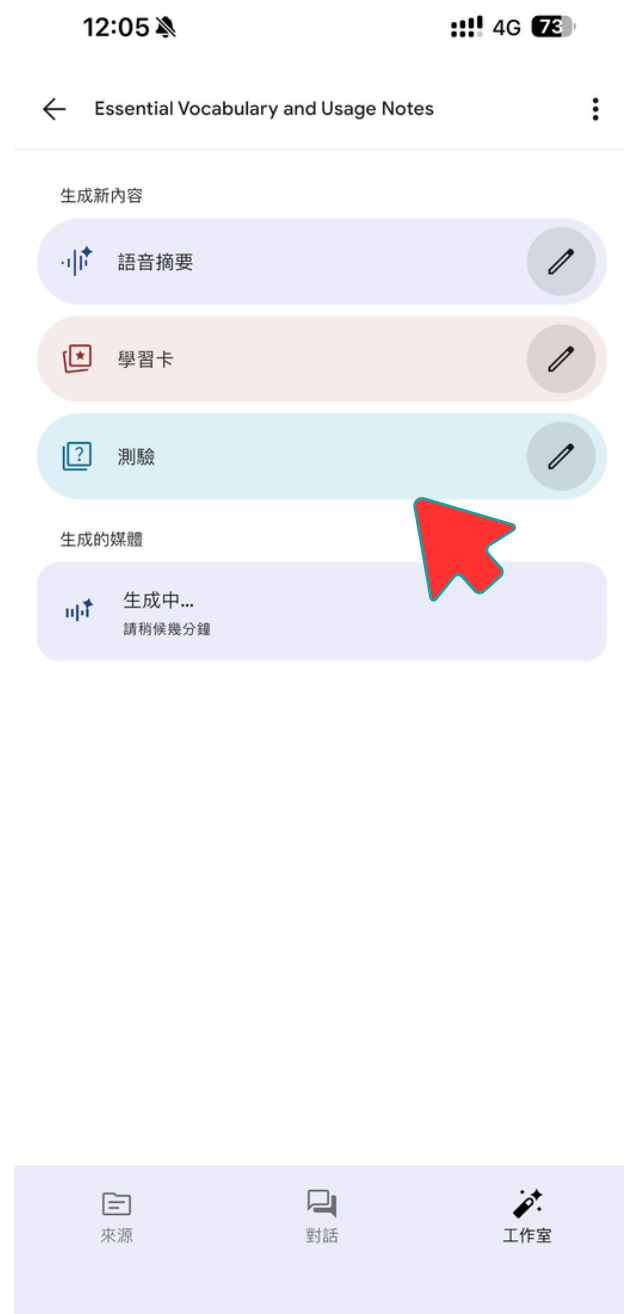 12:05
4G 73
Essential Vocabulary and Usage Notes
生成新內容
語音摘要
學習卡
測驗
生成的媒體
生成中...
請稍候幾分鐘
來源
對話
工作室